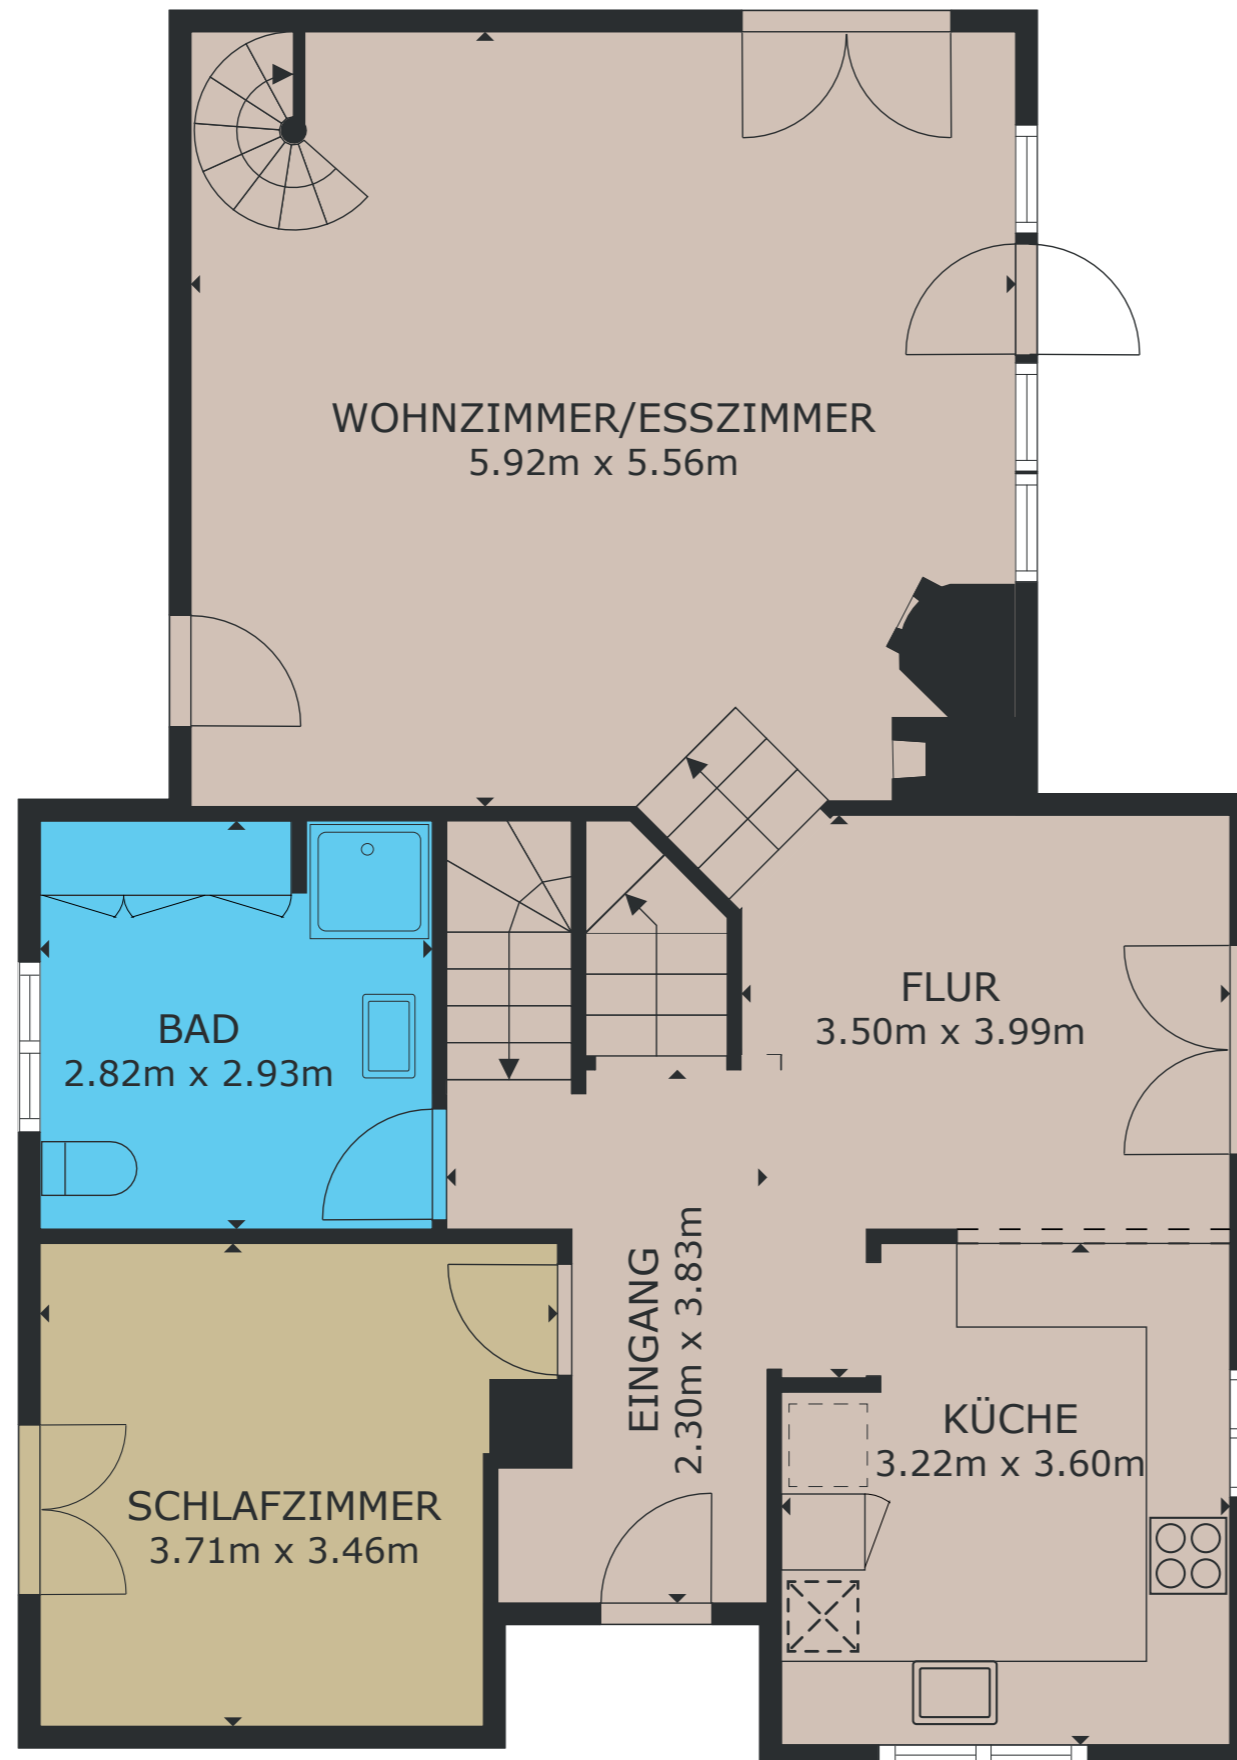 WOHNZIMMER/ESSZIMMER
5.92m x 5.56m
FLUR
3.50m x 3.99m
BAD
2.82m x 2.93m
EINGANG
2.30m x 3.83m
KÜCHE
3.22m x 3.60m
SCHLAFZIMMER
3.71m x 3.46m